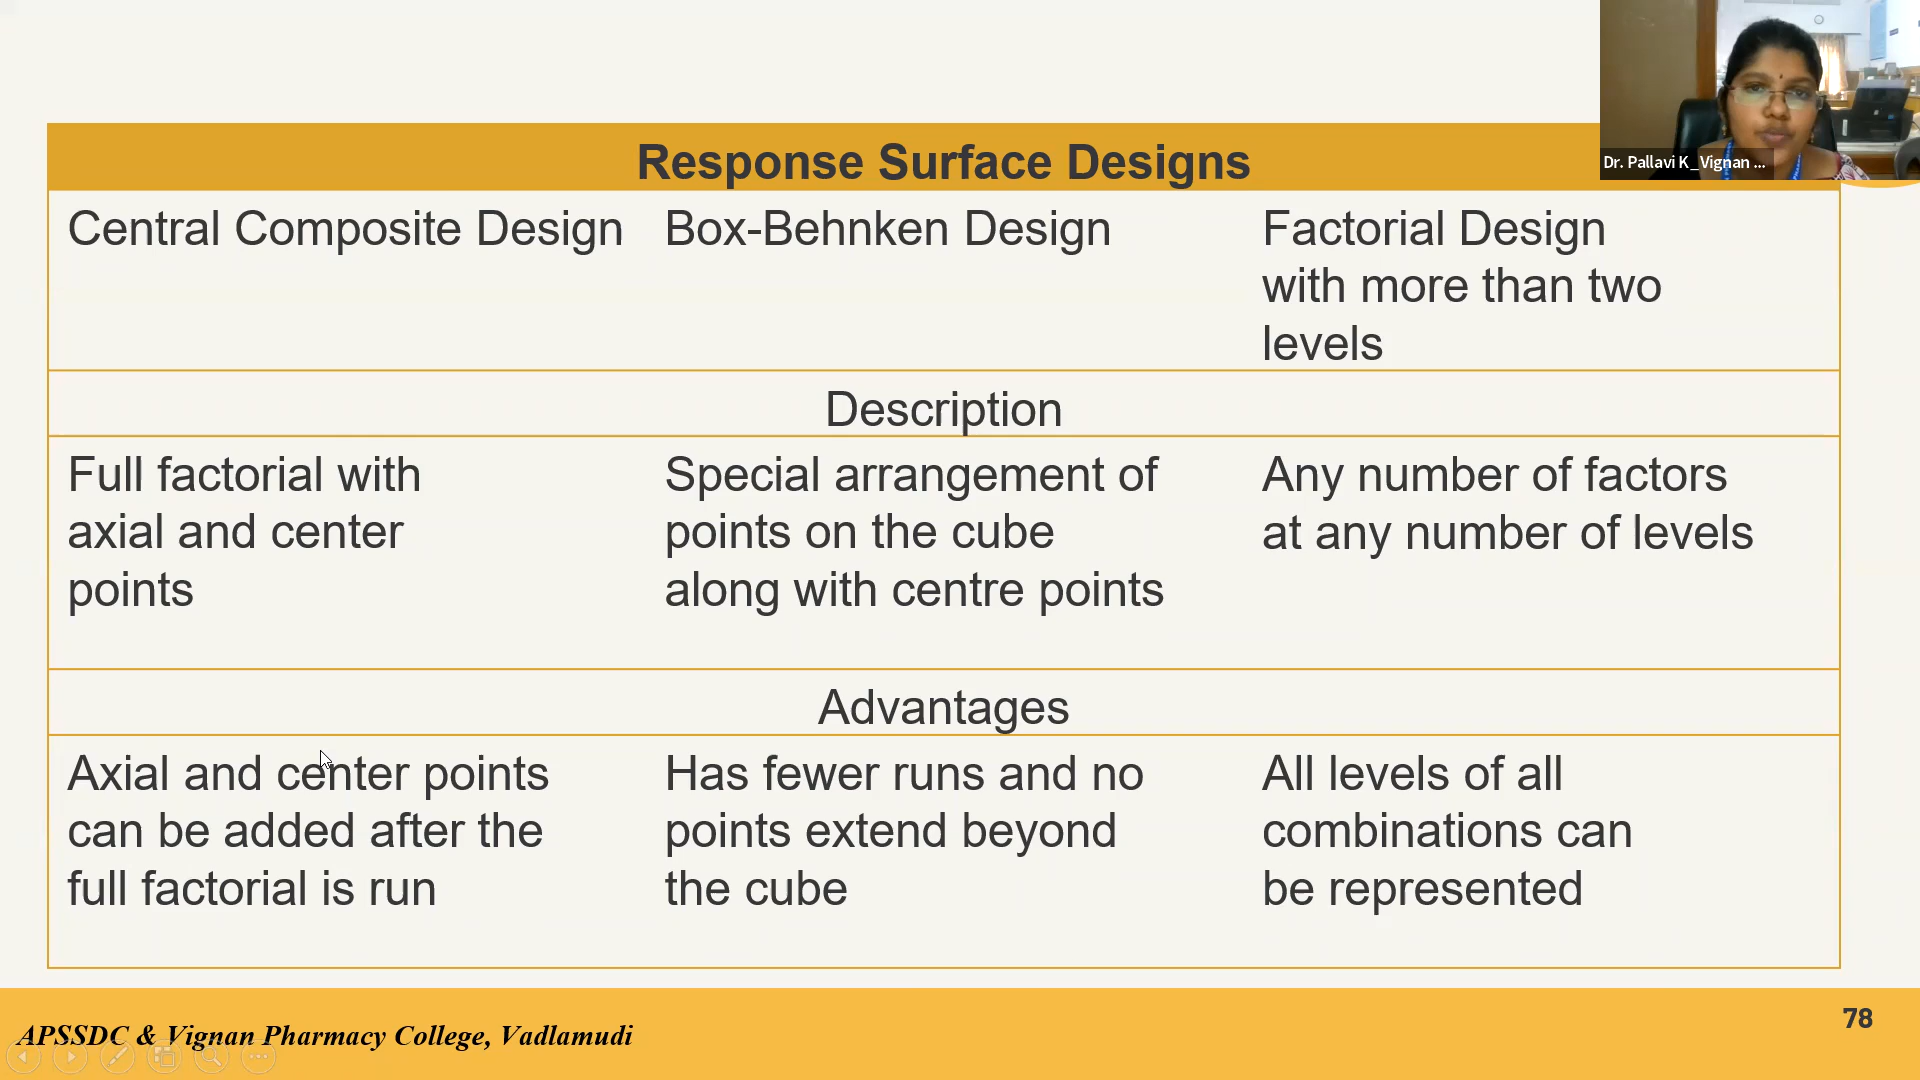 Response Surface Designs
Dr. Pallavi K_Vignan ...
Central Composite Design
Box-Behnken Design
Factorial Design
with more than two
levels
Description
Full factorial with
axial and center
points
Special arrangement of
points on the cube
along with centre points
Any number of factors
at any number of levels
Advantages
Axial and center points
can be added after the
full factorial is run
Has fewer runs and no
points extend beyond
the cube
All levels of all
combinations can
be represented
78
APSSDC & Vignan Pharmacy College, Vadlamudi